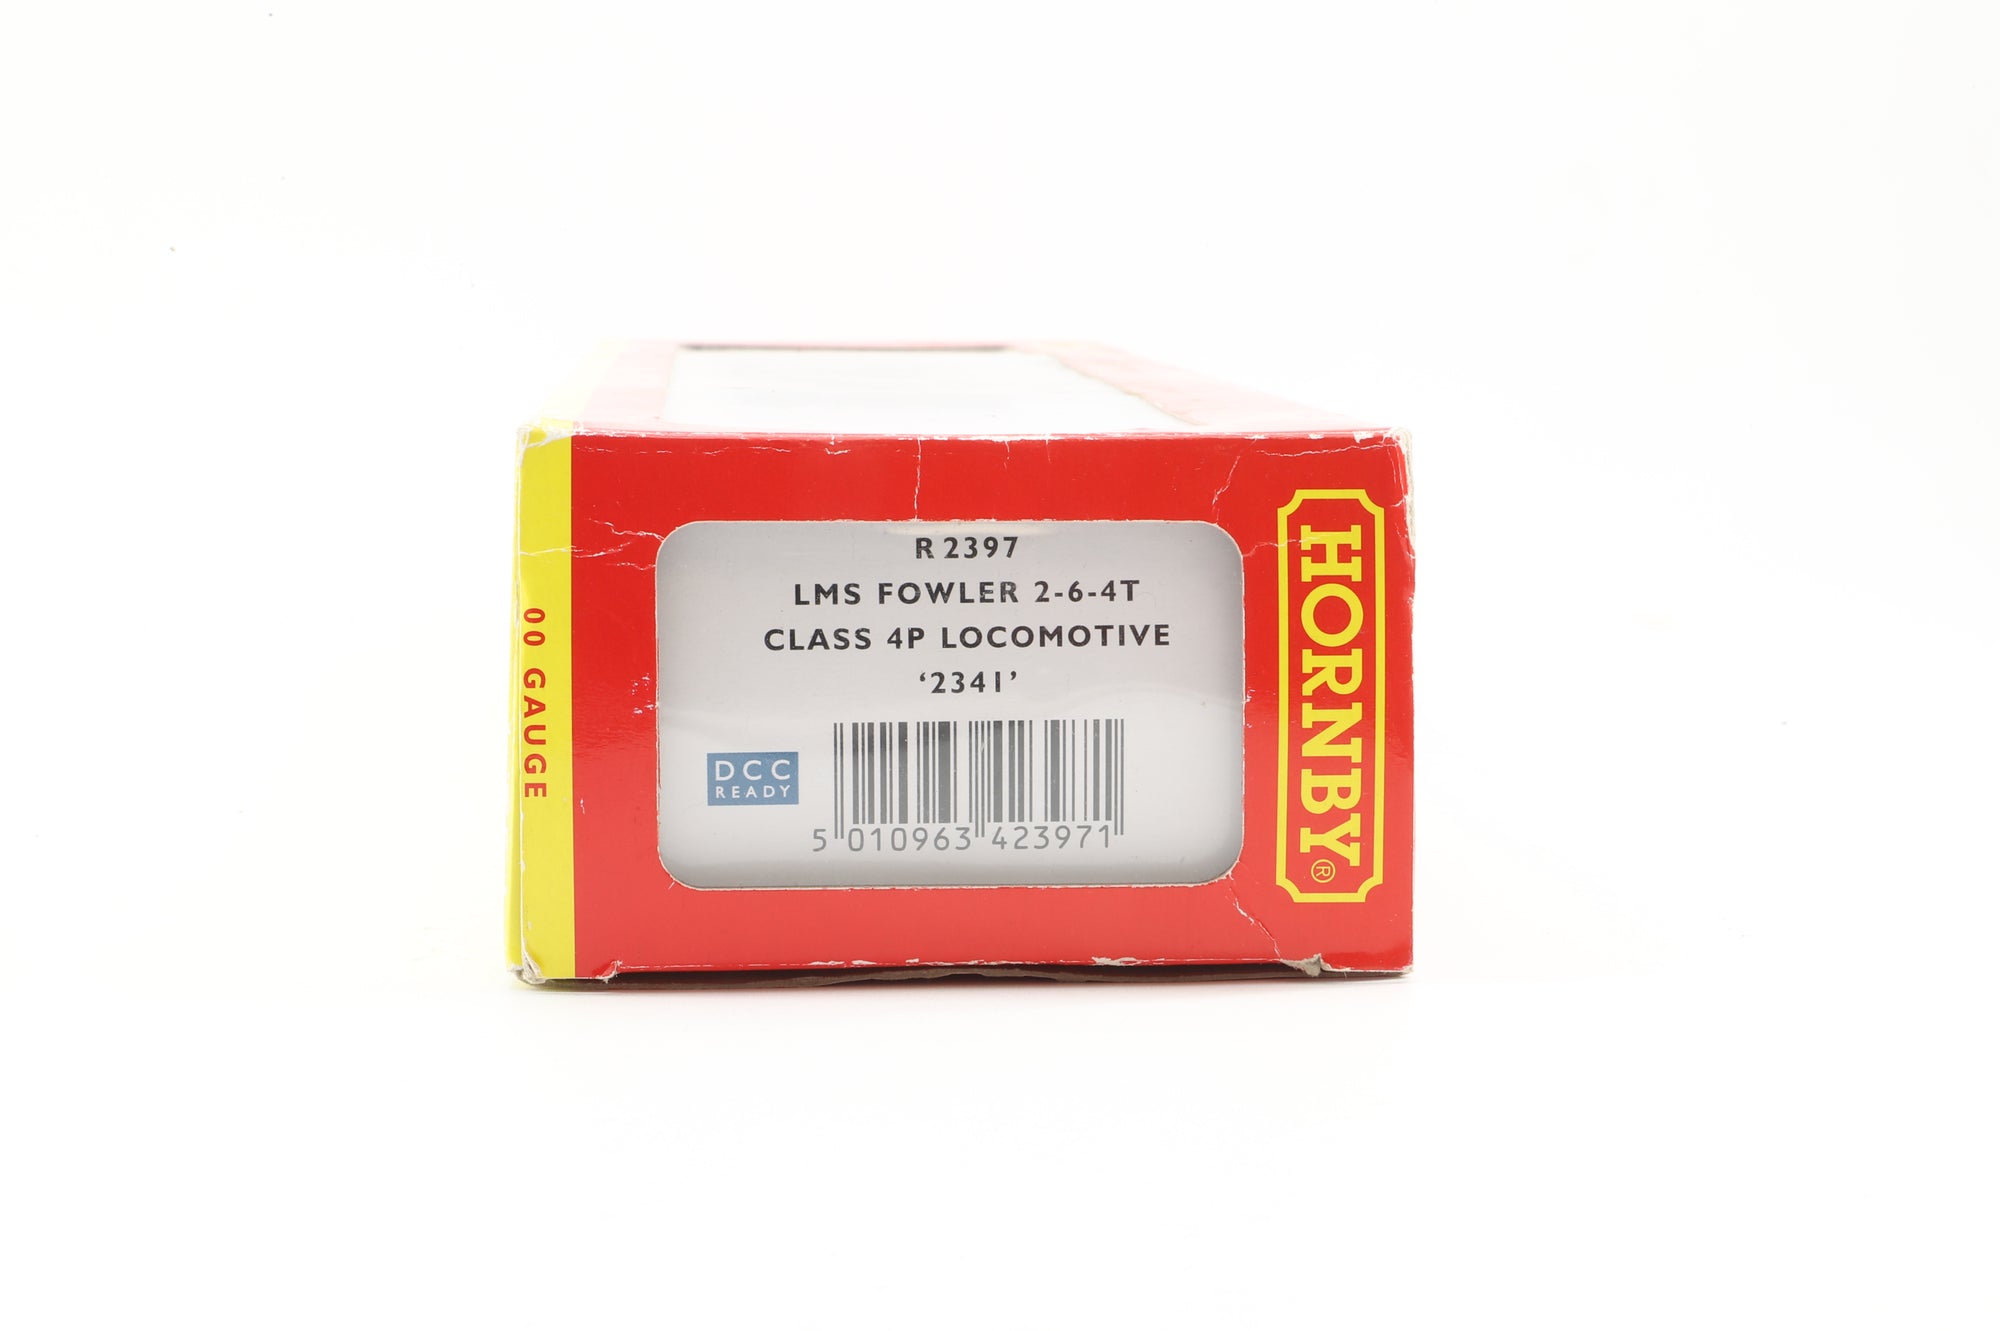 R 2397
LMS FOWLER 2-6-4T
CLASS 4P LOCOMOTIVE
‘2341’
DCC
READY
5 010963 423971
00 GAUGE
HORNBY®